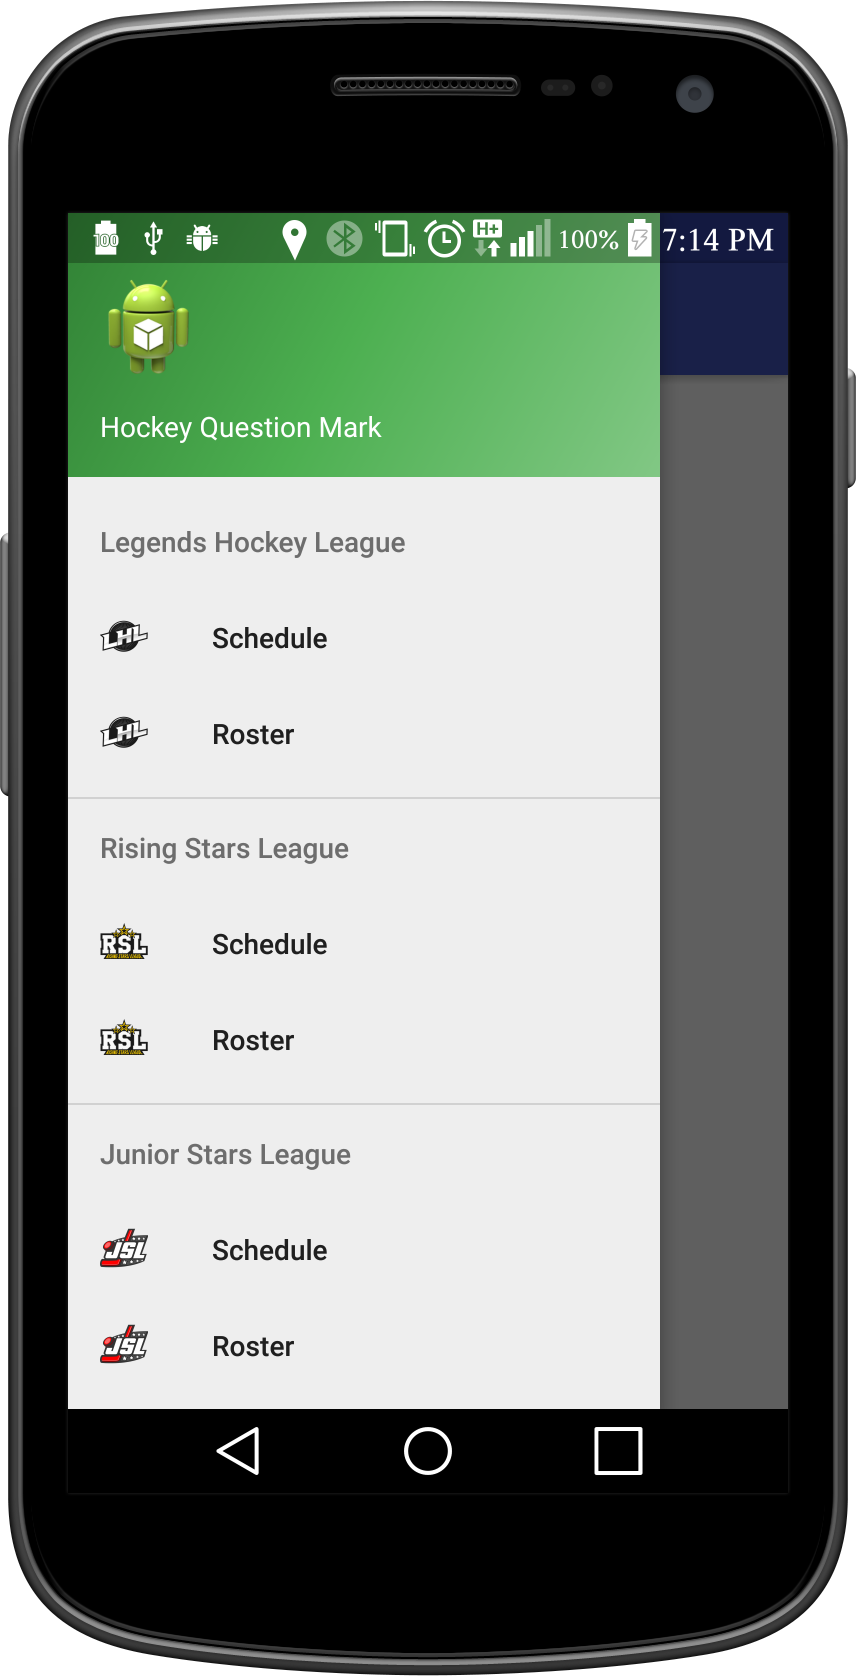 100 H+ 100% 7:14 PM
Hockey Question Mark
Legends Hockey League
LHL Schedule
LHL Roster
Rising Stars League
RSL Schedule
RSL Roster
Junior Stars League
JSL Schedule
JSL Roster